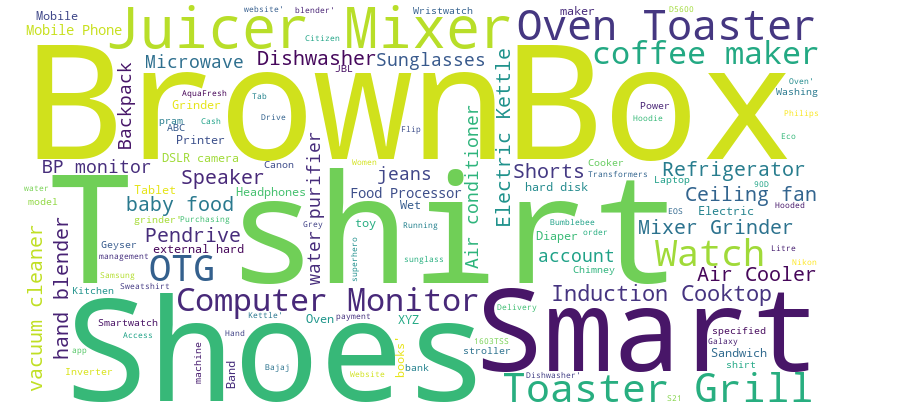 website'
blender'
Wristwatch
maker
D5600
Mobile
Mobile Phone
Juicer Mixer
Citizen
Oven Toaster
coffee maker
Microwave
Dishwasher
JBL
Sunglasses
BrownBox
Backpack
AquaFresh
Grinder
Tab
Drive
pram
ABC
Cash
Printer
Flip
Electric Kettle
Power
Hoodie
Oven'
Washing
Philips
Eco
BP monitor
DSLR camera
Canon
water purifier
Women
jeans
Air conditioner
Shorts
Cooker
Transformers
Refrigerator
Laptop
90D
water
model
Tablet
Speaker
Headphones
Food Processor
Wet
hard disk
Ceiling fan
Hooded
baby food
grinder
'Purchasing
T shirt
Grey
toy
Running
Bumblebee
order
EOS
Electric
Mixer Grinder
Pendrive
Geyser
management
external hard
superhero
sunglass
Diaper
account
Chimney
Watch
Litre
Nikon
vacuum cleaner
hand blender
Samsung
OTG
Air Cooler
Kitchen
Sweatshirt
Computer Monitor
Induction Cooktop
Shoes
Smart
Delivery
Smartwatch
Access
Hand
Kettle'
Oven
payment
XYZ
specified
Galaxy
app
Inverter
machine
Band
Bajaj
Website
books'
bank
1603TSS
stroller
Sandwich
shirt
Dishwasher'
Toaster Grill
S21